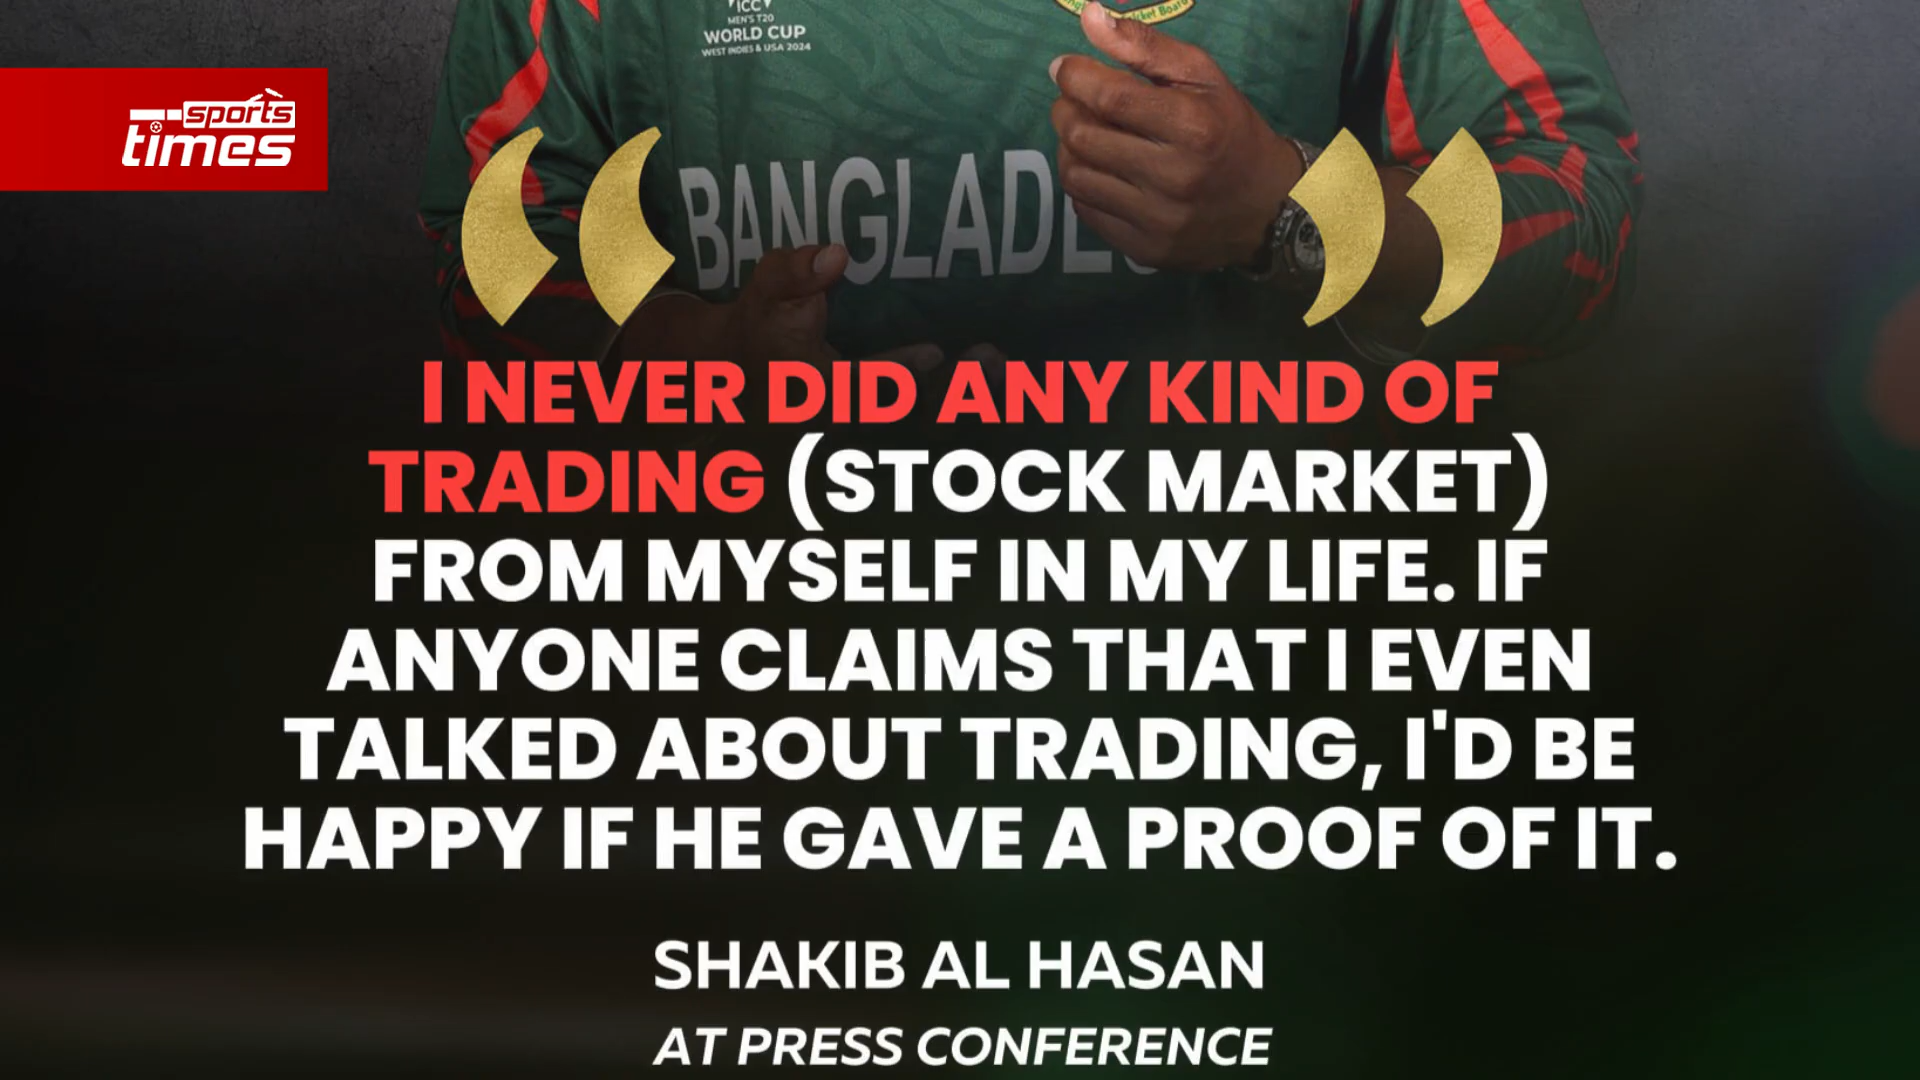 ICC
MEN'S T20
WORLD CUP
WEST INDIES & USA 2024
Cricket Board
sports
times
BANGLADE
I NEVER DID ANY KIND OF
TRADING (STOCK MARKET)
FROM MYSELF IN MY LIFE. IF
ANYONE CLAIMS THAT I EVEN
TALKED ABOUT TRADING, I'D BE
HAPPY IF HE GAVE A PROOF OF IT.
SHAKIB AL HASAN
AT PRESS CONFERENCE